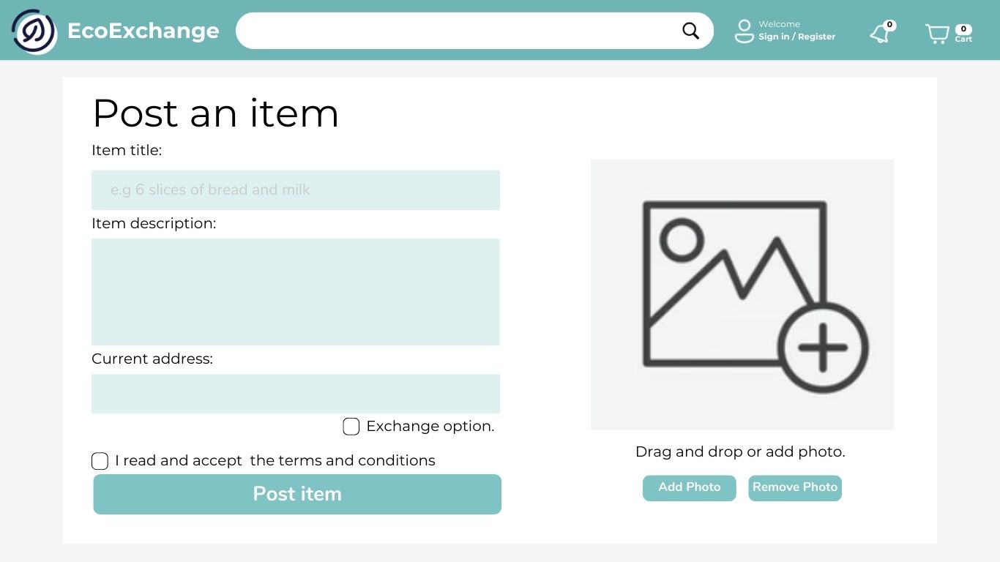 EcoExchange
Welcome
Sign in / Register
0
0
Cart
Post an item
Item title:
e.g 6 slices of bread and milk
Item description:
Current address:
Exchange option.
I read and accept  the terms and conditions
Post item
Drag and drop or add photo.
Add Photo
Remove Photo